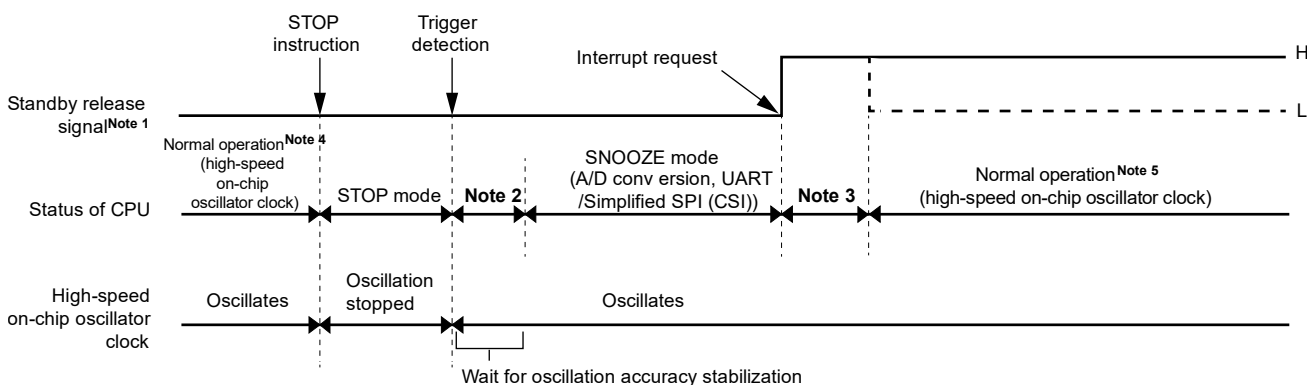 STOP
instruction
Trigger
detection
Interrupt request
H
L
Standby release
signalNote 1
Normal operationNote 4
(high-speed
on-chip
oscillator clock)
STOP mode
Note 2
SNOOZE mode
(A/D conv ersion, UART
/Simplified SPI (CSI))
Note 3
Normal operationNote 5
(high-speed on-chip oscillator clock)
Status of CPU
High-speed
on-chip oscillator
clock
Oscillates
Oscillation
stopped
Oscillates
Wait for oscillation accuracy stabilization